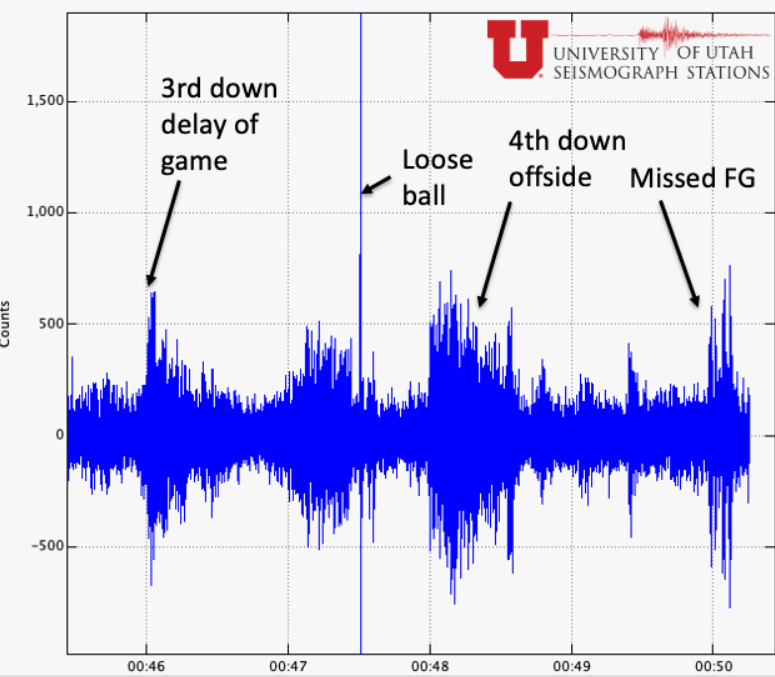 U
UNIVERSITY OF UTAH
SEISMOGRAPH STATIONS
3rd down
delay of
game
Loose
ball
4th down
offside
Missed FG
Counts
1,500
1,000
500
0
−500
00:46
00:47
00:48
00:49
00:50